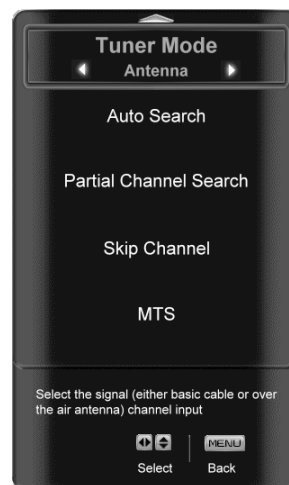 Tuner Mode
Antenna
Auto Search
Partial Channel Search
Skip Channel
MTS
Select the signal (either basic cable or over
the air antenna) channel input
MENU
Select Back